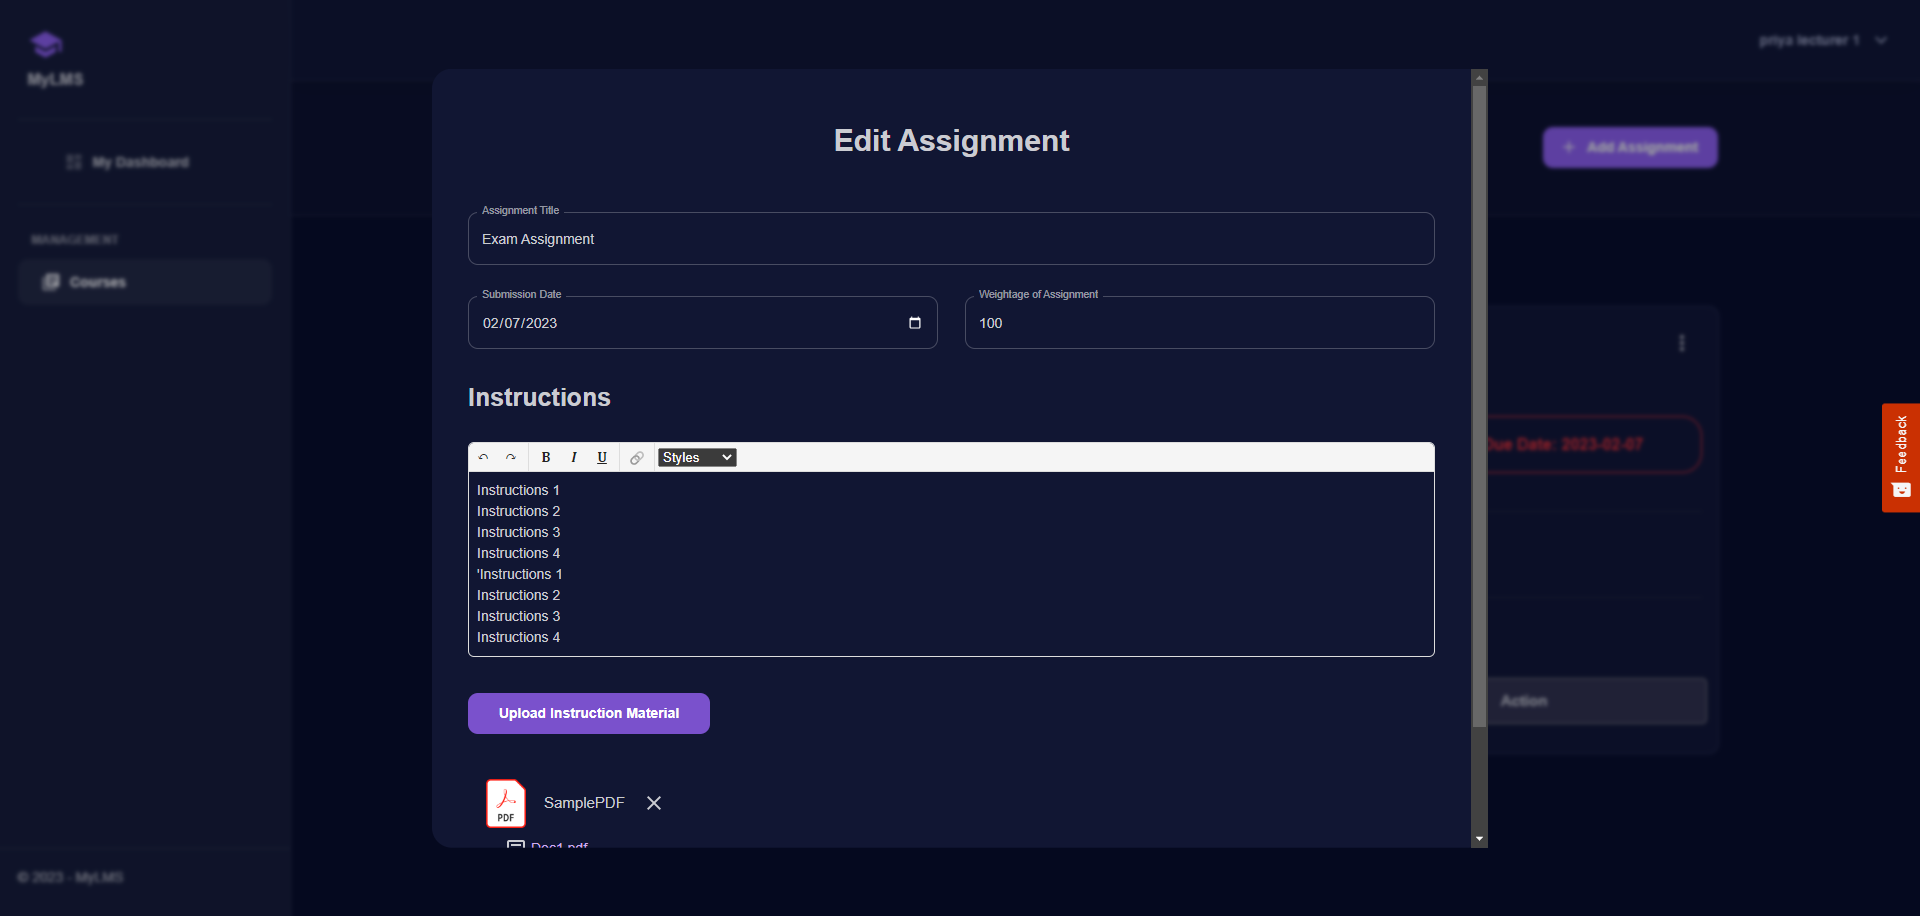 MyLMS
priya lecturer 1
My Dashboard
+ Add Assignment
MANAGEMENT
Courses
Edit Assignment
Assignment Title
Exam Assignment
Submission Date
02/07/2023
Weightage of Assignment
100
Instructions
B I U Styles
Instructions 1
Instructions 2
Instructions 3
Instructions 4
'Instructions 1
Instructions 2
Instructions 3
Instructions 4
Upload Instruction Material
PDF
SamplePDF
Doc1.pdf
Due Date: 2023-02-07
Action
Feedback
© 2023 - MyLMS